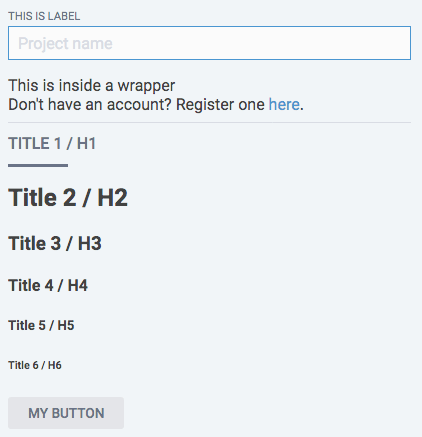 THIS IS LABEL
Project name
This is inside a wrapper
Don't have an account? Register one here.
TITLE 1 / H1
Title 2 / H2
Title 3 / H3
Title 4 / H4
Title 5 / H5
Title 6 / H6
MY BUTTON